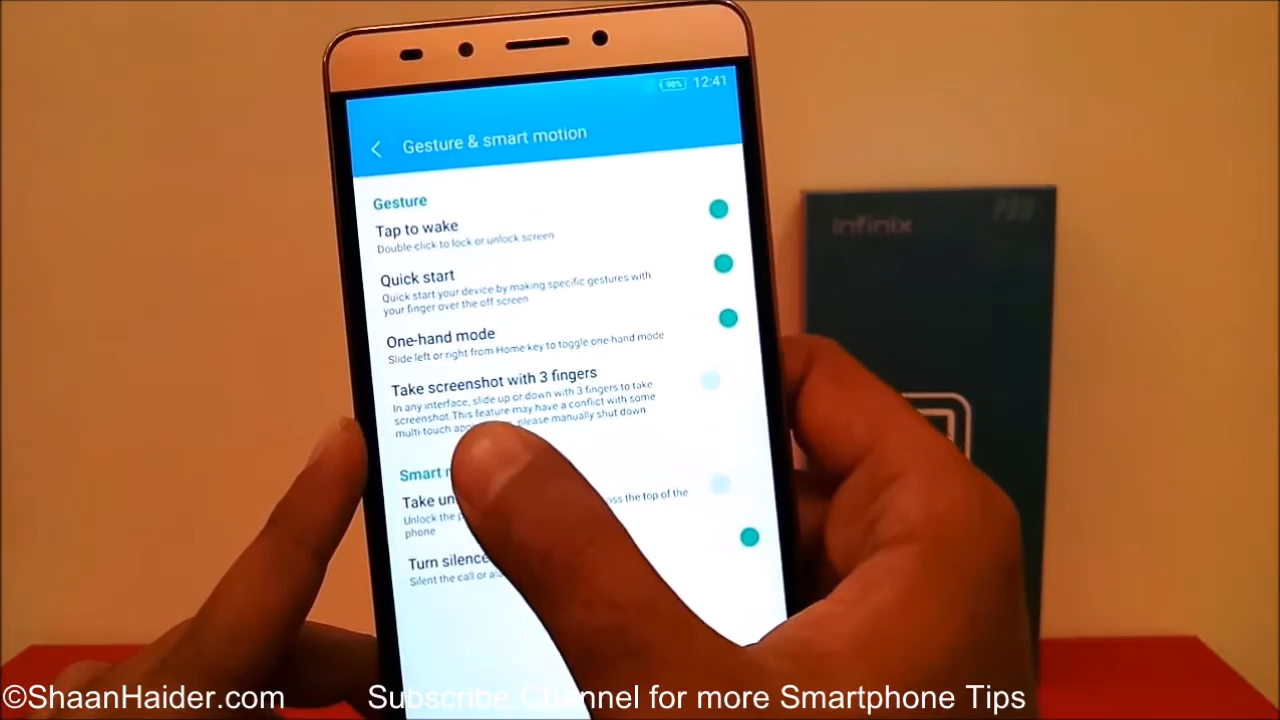 98% 12:41
Gesture & smart motion
Gesture
Tap to wake
Double click to lock or unlock screen
Quick start
Quick start your device by making specific gestures with
your finger over the off screen
One-hand mode
Slide left or right from Home key to toggle one-hand mode
Take screenshot with 3 fingers
In any interface, slide up or down with 3 fingers to take
screenshot.This feature may have a conflict with some
multi-touch please manually shut down
Smart
Take
Unlock the the top of the
phone
Turn silence
Silent the call or
Infinix
PRO
©ShaanHaider.com
Subscribe Channel for more Smartphone Tips